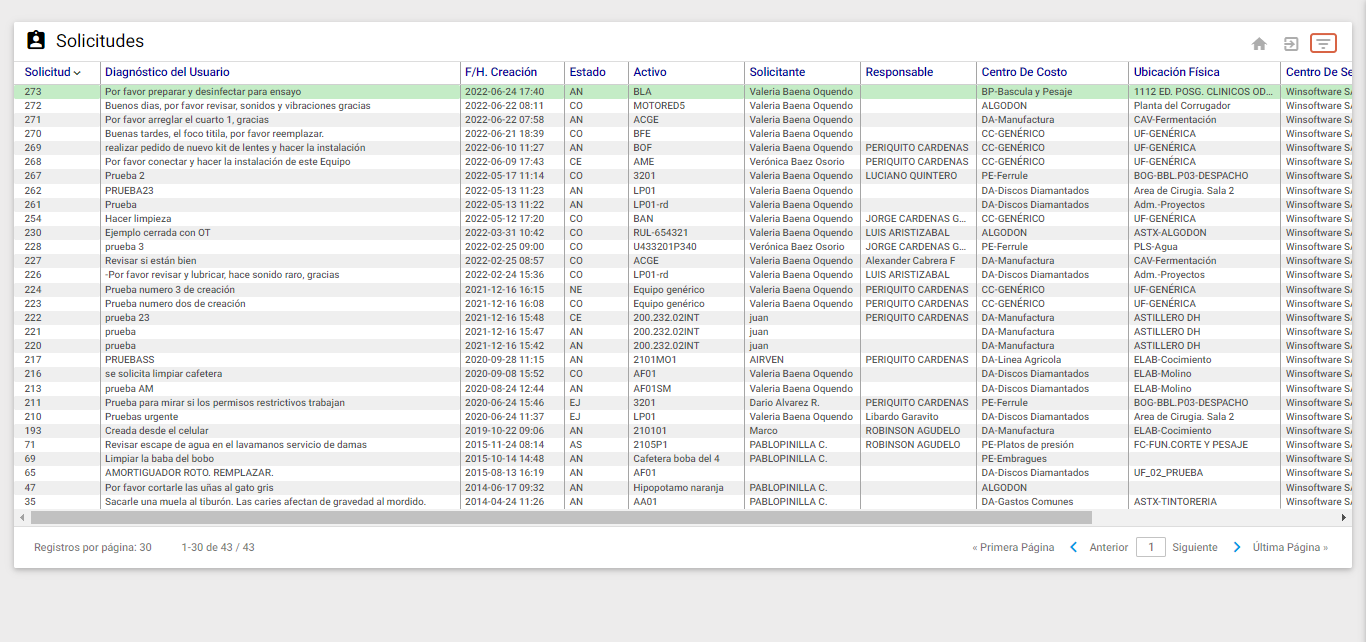 Solicitudes
Solicitud Diagnóstico del Usuario F/H. Creación Estado Activo Solicitante Responsable Centro De Costo Ubicación Física Centro De Se
273 Por favor preparar y desinfectar para ensayo 2022-06-24 17:40 AN BLA Valeria Baena Oquendo BP-Bascula y Pesaje 1112 ED. POSG. CLINICOS OD... Winsoftware SA
272 Buenos dias, por favor revisar, sonidos y vibraciones gracias 2022-06-22 08:11 CO MOTORED5 Valeria Baena Oquendo ALGODON Planta del Corrugador Winsoftware SA
271 Por favor arreglar el cuarto 1, gracias 2022-06-22 07:58 AN ACGE Valeria Baena Oquendo DA-Manufactura CAV-Fermentación Winsoftware SA
270 Buenas tardes, el foco titila, por favor reemplazar. 2022-06-21 18:39 CO BFE Valeria Baena Oquendo CC-GENÉRICO UF-GENÉRICA Winsoftware SA
269 realizar pedido de nuevo kit de lentes y hacer la instalación 2022-06-10 11:27 AN BOF Valeria Baena Oquendo PERIQUITO CARDENAS CC-GENÉRICO UF-GENÉRICA Winsoftware SA
268 Por favor conectar y hacer la instalación de este Equipo 2022-06-09 17:43 CE AME Verónica Baez Osorio PERIQUITO CARDENAS CC-GENÉRICO UF-GENÉRICA Winsoftware SA
267 Prueba 2 2022-05-17 11:14 CO 3201 Valeria Baena Oquendo LUCIANO QUINTERO PE-Ferrule BOG-BBL.P03-DESPACHO Winsoftware SA
262 PRUEBA23 2022-05-13 11:23 AN LP01 Valeria Baena Oquendo DA-Discos Diamantados Area de Cirugia. Sala 2 Winsoftware SA
261 Prueba 2022-05-13 11:22 AN LP01-rd Valeria Baena Oquendo DA-Discos Diamantados Adm.-Proyectos Winsoftware SA
254 Hacer limpieza 2022-05-12 17:20 CO BAN Valeria Baena Oquendo JORGE CARDENAS G... CC-GENÉRICO UF-GENÉRICA Winsoftware SA
230 Ejemplo cerrada con OT 2022-03-31 10:42 CO RUL-654321 Valeria Baena Oquendo LUIS ARISTIZABAL ALGODON ASTX-ALGODON Winsoftware SA
228 prueba 3 2022-02-25 09:00 CO U433201P340 Verónica Baez Osorio JORGE CARDENAS G... PE-Ferrule PLS-Agua Winsoftware SA
227 Revisar si están bien 2022-02-25 08:57 CO ACGE Valeria Baena Oquendo Alexander Cabrera F DA-Manufactura CAV-Fermentación Winsoftware SA
226 -Por favor revisar y lubricar, hace sonido raro, gracias 2022-02-24 15:36 CO LP01-rd Valeria Baena Oquendo LUIS ARISTIZABAL DA-Discos Diamantados Adm.-Proyectos Winsoftware SA
224 Prueba numero 3 de creación 2021-12-16 16:15 NE Equipo genérico Valeria Baena Oquendo PERIQUITO CARDENAS CC-GENÉRICO UF-GENÉRICA Winsoftware SA
223 Prueba numero dos de creación 2021-12-16 16:08 CO Equipo genérico Valeria Baena Oquendo PERIQUITO CARDENAS CC-GENÉRICO UF-GENÉRICA Winsoftware SA
222 prueba 23 2021-12-16 15:48 CE 200.232.02INT juan PERIQUITO CARDENAS DA-Manufactura ASTILLERO DH Winsoftware SA
221 prueba 2021-12-16 15:47 AN 200.232.02INT juan DA-Manufactura ASTILLERO DH Winsoftware SA
220 prueba 2021-12-16 15:42 AN 200.232.02INT juan DA-Manufactura ASTILLERO DH Winsoftware SA
217 PRUEBASS 2020-09-28 11:15 AN 2101MO1 AIRVEN PERIQUITO CARDENAS DA-Linea Agricola ELAB-Cocimiento Winsoftware SA
216 se solicita limpiar cafetera 2020-09-08 15:52 CO AF01 Valeria Baena Oquendo DA-Discos Diamantados ELAB-Molino Winsoftware SA
213 prueba AM 2020-08-24 12:44 AN AF01SM Valeria Baena Oquendo DA-Discos Diamantados ELAB-Molino Winsoftware SA
211 Prueba para mirar si los permisos restrictivos trabajan 2020-06-24 15:46 EJ 3201 Dario Alvarez R. PERIQUITO CARDENAS PE-Ferrule BOG-BBL.P03-DESPACHO Winsoftware SA
210 Pruebas urgente 2020-06-24 11:37 EJ LP01 Valeria Baena Oquendo Libardo Garavito DA-Discos Diamantados Area de Cirugia. Sala 2 Winsoftware SA
193 Creada desde el celular 2019-10-22 09:06 AN 210101 Marco ROBINSON AGUDELO DA-Manufactura ELAB-Cocimiento Winsoftware SA
71 Revisar escape de agua en el lavamanos servicio de damas 2015-11-24 08:14 AS 2105P1 PABLOPINILLA C. ROBINSON AGUDELO PE-Platos de presión FC-FUN.CORTE Y PESAJE Winsoftware SA
69 Limpiar la baba del bobo 2015-10-14 14:48 AN Cafetera boba del 4 PABLOPINILLA C. PE-Embragues Winsoftware SA
65 AMORTIGUADOR ROTO. REMPLAZAR. 2015-08-13 16:19 AN AF01 DA-Discos Diamantados UF_02_PRUEBA Winsoftware SA
47 Por favor cortarle las uñas al gato gris 2014-06-17 09:32 AN Hipopotamo naranja PABLOPINILLA C. ALGODON Winsoftware SA
35 Sacarle una muela al tiburón. Las caries afectan de gravedad al mordido. 2014-04-24 11:26 AN AA01 PABLOPINILLA C. DA-Gastos Comunes ASTX-TINTORERIA Winsoftware SA
Registros por página: 30 1-30 de 43 / 43 « Primera Página Anterior 1 Siguiente Última Página »